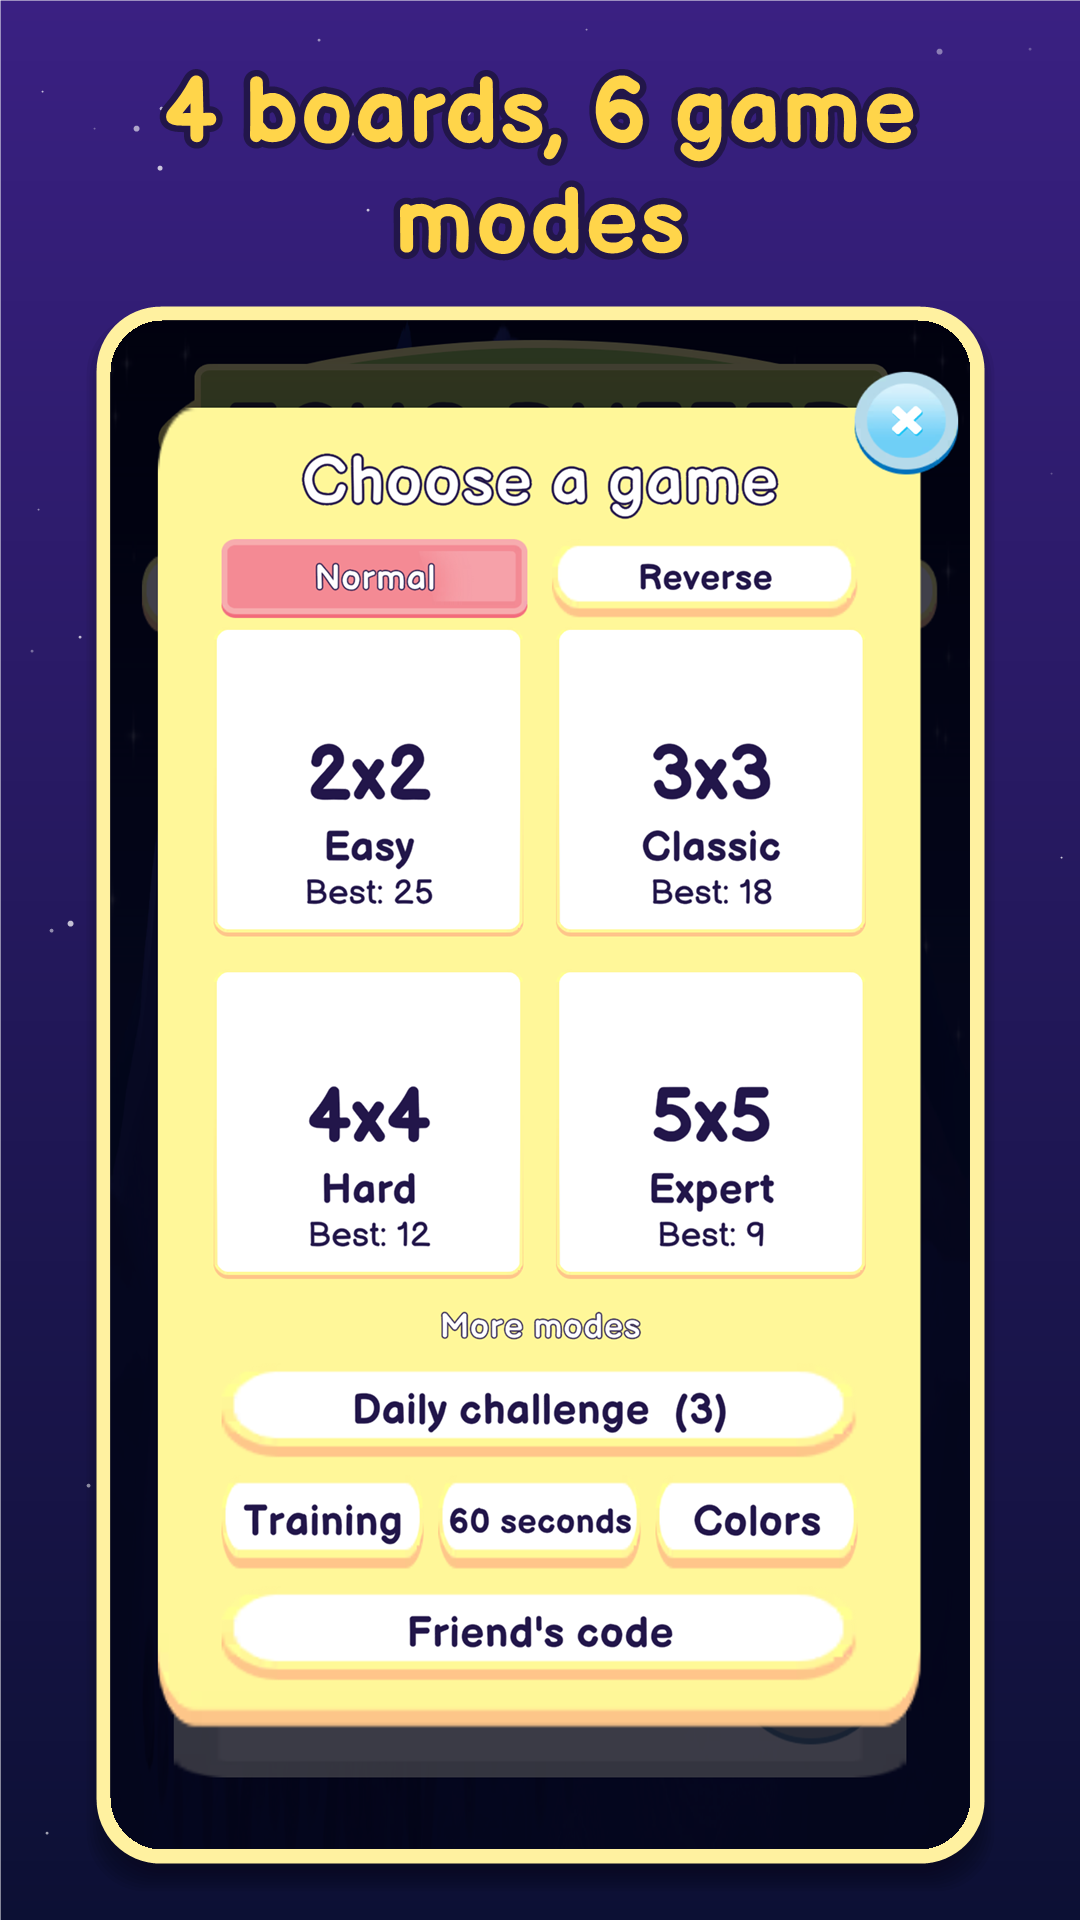 4 boards, 6 game
modes
Choose a game
Normal
Reverse
2x2
Easy
Best: 25
3x3
Classic
Best: 18
4x4
Hard
Best: 12
5x5
Expert
Best: 9
More modes
Daily challenge (3)
Training
60 seconds
Colors
Friend's code